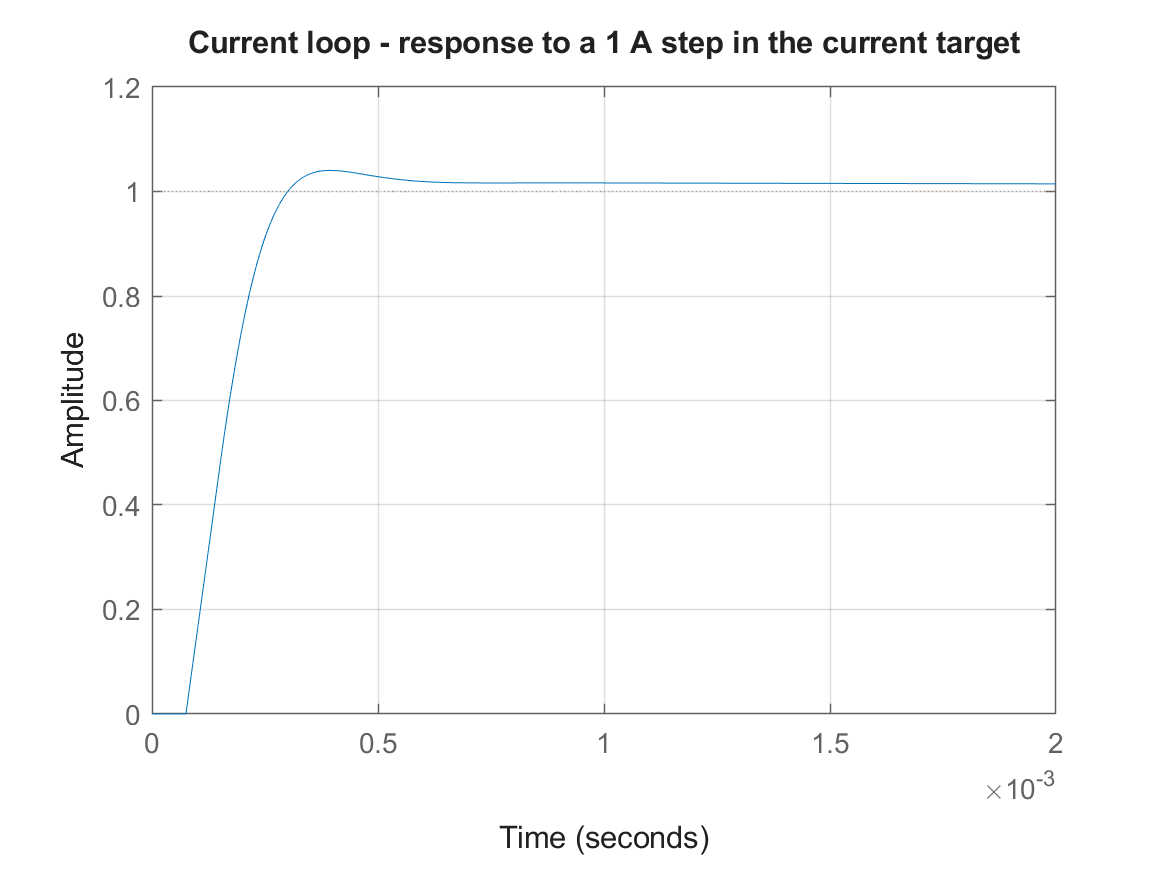 Current loop - response to a 1 A step in the current target
1.2
1
0.8
0.6
0.4
0.2
0
Amplitude
0 0.5 1 1.5 2
×10-3
Time (seconds)